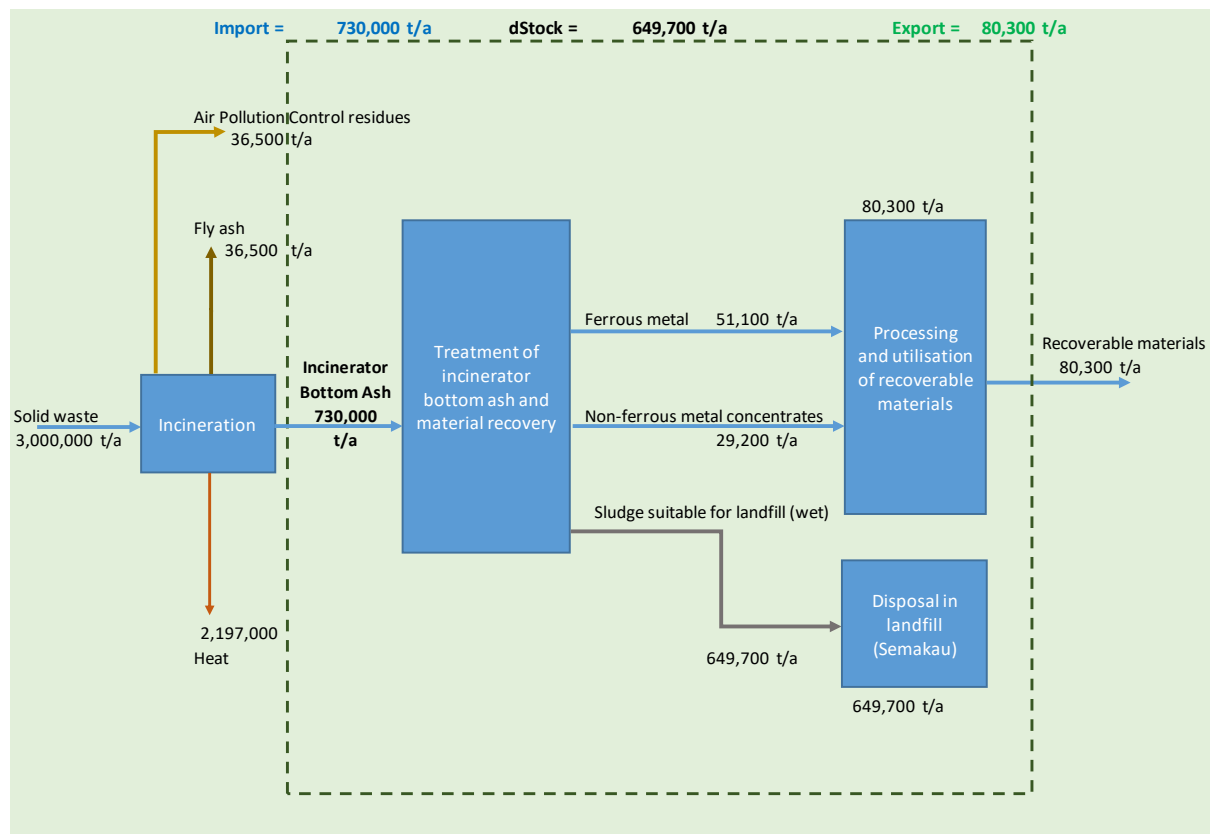 Import = 730,000 t/a dStock = 649,700 t/a Export = 80,300 t/a
Air Pollution Control residues
36,500 t/a
Fly ash
36,500 t/a
Solid waste
3,000,000 t/a
Incineration
2,197,000
Heat
Incinerator
Bottom Ash
730,000
t/a
Treatment of
incinerator
bottom ash and
material recovery
Ferrous metal 51,100 t/a
Non-ferrous metal concentrates
29,200 t/a
Sludge suitable for landfill (wet)
649,700 t/a
80,300 t/a
Processing
and utilisation
of recoverable
materials
Recoverable materials
80,300 t/a
Disposal in
landfill
(Semakau)
649,700 t/a